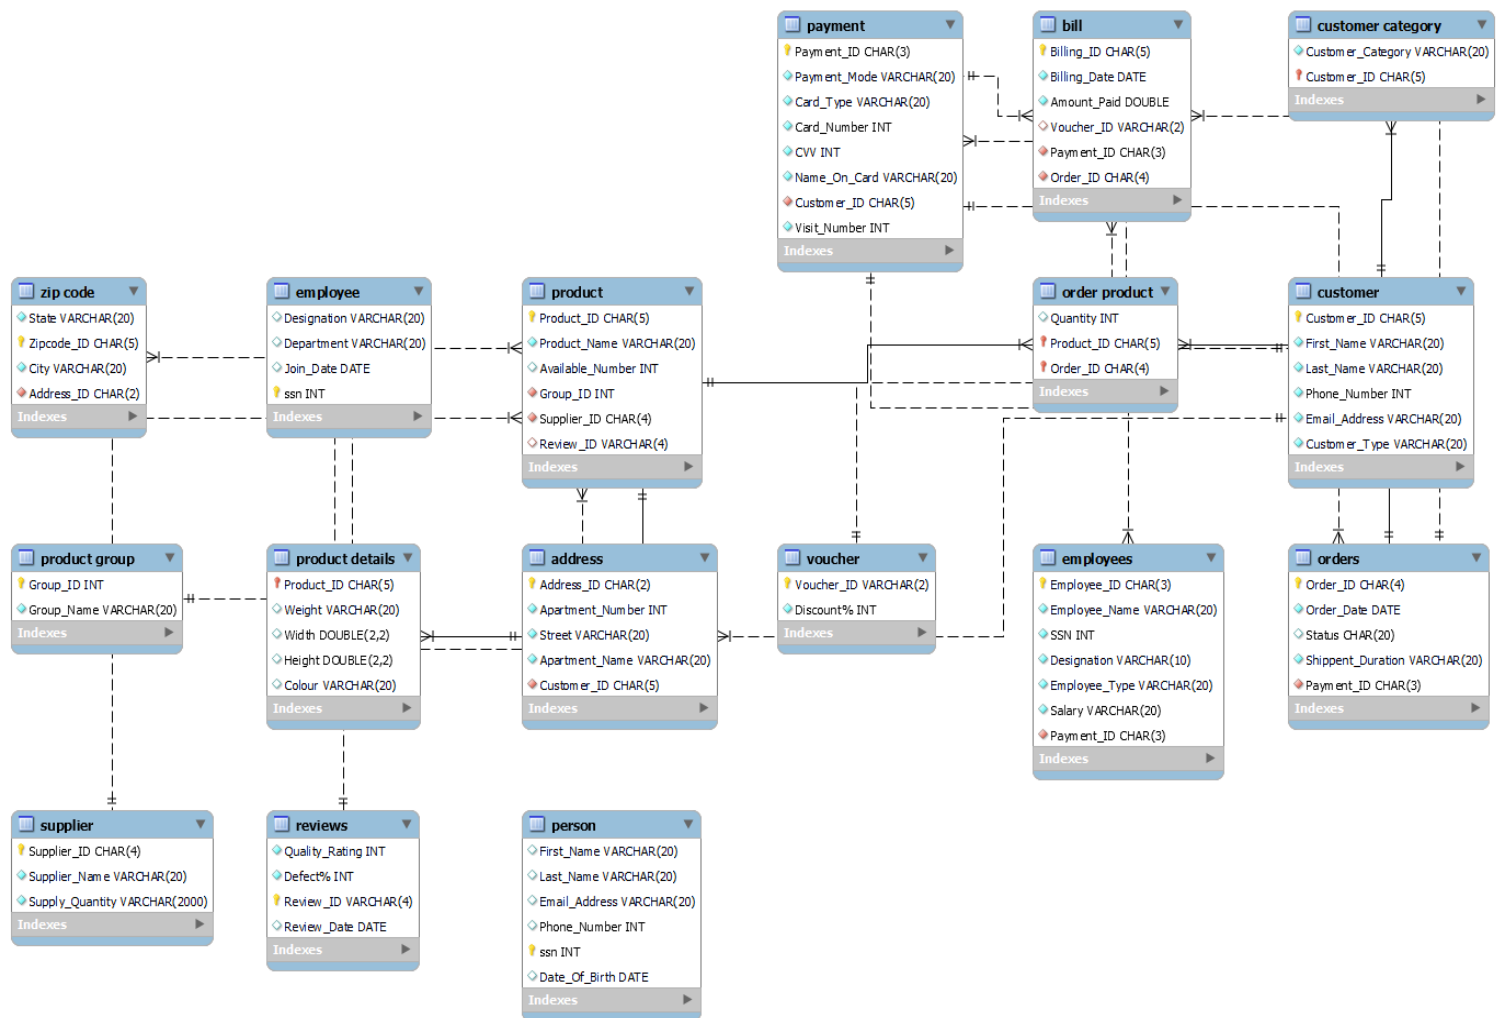 payment
Payment_ID CHAR(3)
Payment_Mode VARCHAR(20)
Card_Type VARCHAR(20)
Card_Number INT
CVV INT
Name_On_Card VARCHAR(20)
Customer_ID CHAR(5)
Visit_Number INT
Indexes
bill
Billing_ID CHAR(5)
Billing_Date DATE
Amount_Paid DOUBLE
Voucher_ID VARCHAR(2)
Payment_ID CHAR(3)
Order_ID CHAR(4)
Indexes
customer category
Customer_Category VARCHAR(20)
Customer_ID CHAR(5)
Indexes
zip code
State VARCHAR(20)
Zipcode_ID CHAR(5)
City VARCHAR(20)
Address_ID CHAR(2)
Indexes
employee
Designation VARCHAR(20)
Department VARCHAR(20)
Join_Date DATE
ssn INT
Indexes
product
Product_ID CHAR(5)
Product_Name VARCHAR(20)
Available_Number INT
Group_ID INT
Supplier_ID CHAR(4)
Review_ID VARCHAR(4)
Indexes
order product
Quantity INT
Product_ID CHAR(5)
Order_ID CHAR(4)
Indexes
customer
Customer_ID CHAR(5)
First_Name VARCHAR(20)
Last_Name VARCHAR(20)
Phone_Number INT
Email_Address VARCHAR(20)
Customer_Type VARCHAR(20)
Indexes
product group
Group_ID INT
Group_Name VARCHAR(20)
Indexes
product details
Product_ID CHAR(5)
Weight VARCHAR(20)
Width DOUBLE(2,2)
Height DOUBLE(2,2)
Colour VARCHAR(20)
Indexes
address
Address_ID CHAR(2)
Apartment_Number INT
Street VARCHAR(20)
Apartment_Name VARCHAR(20)
Customer_ID CHAR(5)
Indexes
voucher
Voucher_ID VARCHAR(2)
Discount% INT
Indexes
employees
Employee_ID CHAR(3)
Employee_Name VARCHAR(20)
SSN INT
Designation VARCHAR(10)
Employee_Type VARCHAR(20)
Salary VARCHAR(20)
Payment_ID CHAR(3)
Indexes
orders
Order_ID CHAR(4)
Order_Date DATE
Status CHAR(20)
Shippent_Duration VARCHAR(20)
Payment_ID CHAR(3)
Indexes
supplier
Supplier_ID CHAR(4)
Supplier_Name VARCHAR(20)
Supply_Quantity VARCHAR(2000)
Indexes
reviews
Quality_Rating INT
Defect% INT
Review_ID VARCHAR(4)
Review_Date DATE
Indexes
person
First_Name VARCHAR(20)
Last_Name VARCHAR(20)
Email_Address VARCHAR(20)
Phone_Number INT
ssn INT
Date_Of_Birth DATE
Indexes